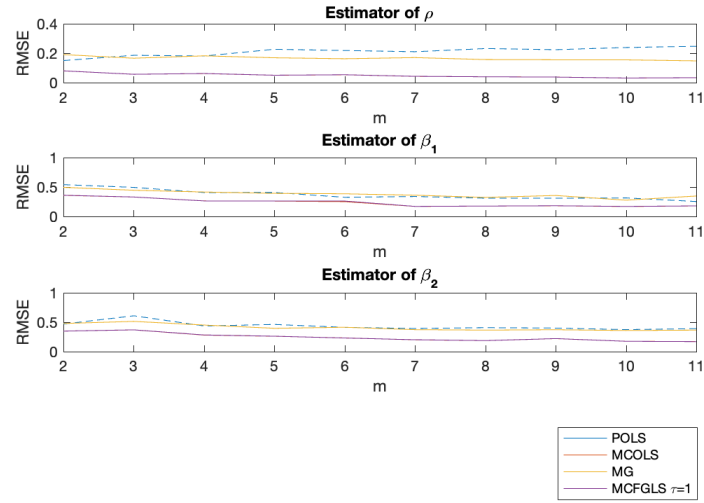 Estimator of ρ
RMSE
0.4
0.2
0
2 3 4 5 6 7 8 9 10 11
m
Estimator of β1
RMSE
1
0.5
0
2 3 4 5 6 7 8 9 10 11
m
Estimator of β2
RMSE
1
0.5
0
2 3 4 5 6 7 8 9 10 11
m
POLS
MCOLS
MG
MCFGLS τ=1